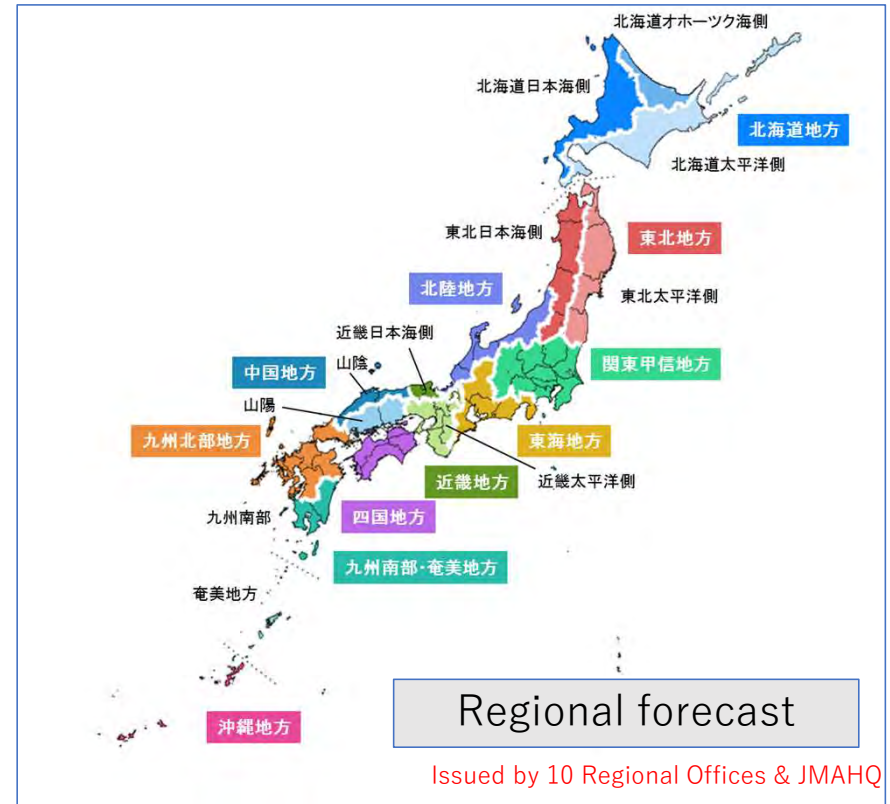 北海道オホーツク海側
北海道日本海側
北海道地方
北海道太平洋側
東北日本海側
東北地方
北陸地方
東北太平洋側
近畿日本海側
山陰
中国地方
関東甲信地方
山陽
九州北部地方
東海地方
近畿地方
近畿太平洋側
九州南部
四国地方
九州南部・奄美地方
奄美地方
沖縄地方
Regional forecast
Issued by 10 Regional Offices & JMAHQ